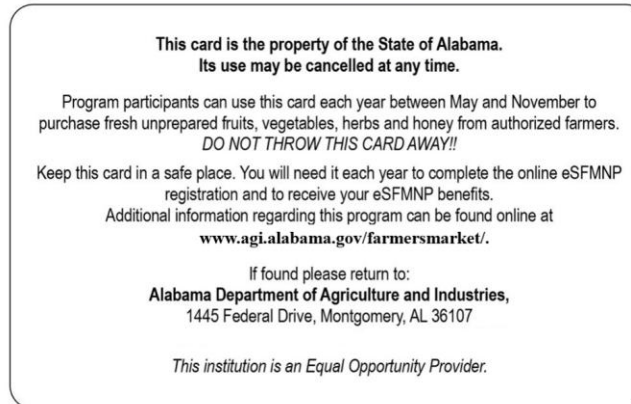 This card is the property of the State of Alabama.
Its use may be cancelled at any time.
Program participants can use this card each year between May and November to
purchase fresh unprepared fruits, vegetables, herbs and honey from authorized farmers.
DO NOT THROW THIS CARD AWAY!!
Keep this card in a safe place. You will need it each year to complete the online eSFMNP
registration and to receive your eSFMNP benefits.
Additional information regarding this program can be found online at
www.agi.alabama.gov/farmersmarket/.
If found please return to:
Alabama Department of Agriculture and Industries,
1445 Federal Drive, Montgomery, AL 36107
This institution is an Equal Opportunity Provider.